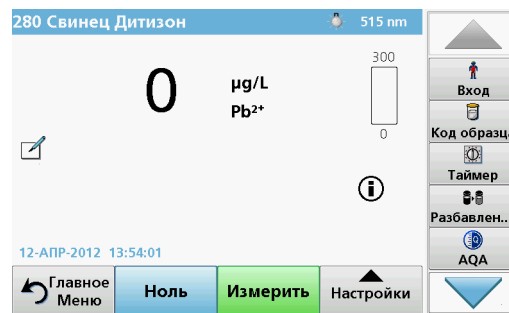 280 Свинец Дитизон
515 nm
300
0
µg/L
Pb²⁺
0
12-АПР-2012 13:54:01
Главное
Меню
Ноль
Измерить
Настройки
Вход
Код образца
Таймер
Разбавлен..
AQA